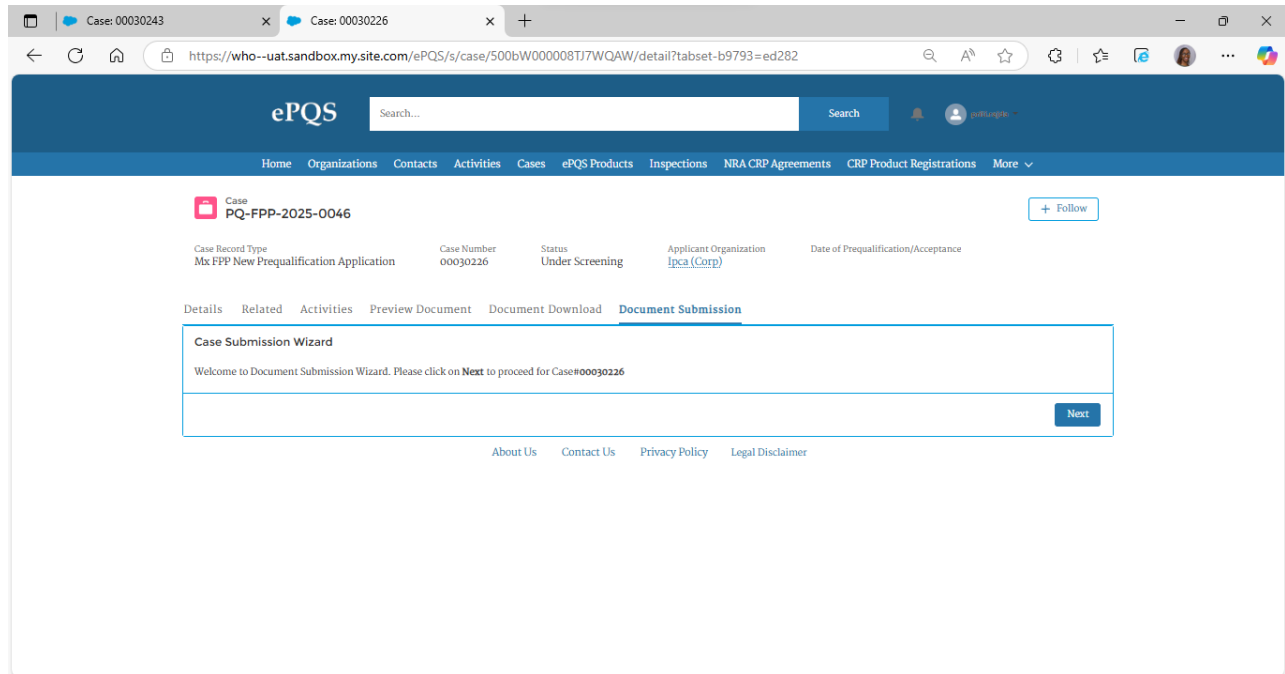 Case: 00030243
Case: 00030226
https://who--uat.sandbox.my.site.com/ePQS/s/case/500bW000008TJ7WQAW/detail?tabset-b9793=ed282
ePQS
Search...
Search
Home Organizations Contacts Activities Cases ePQS Products Inspections NRA CRP Agreements CRP Product Registrations More
Case
PQ-FPP-2025-0046
+ Follow
Case Record Type Case Number Status Applicant Organization Date of Prequalification/Acceptance
Mx FPP New Prequalification Application 00030226 Under Screening Ipca (Corp)
Details Related Activities Preview Document Document Download Document Submission
Case Submission Wizard
Welcome to Document Submission Wizard. Please click on Next to proceed for Case#00030226
Next
About Us Contact Us Privacy Policy Legal Disclaimer